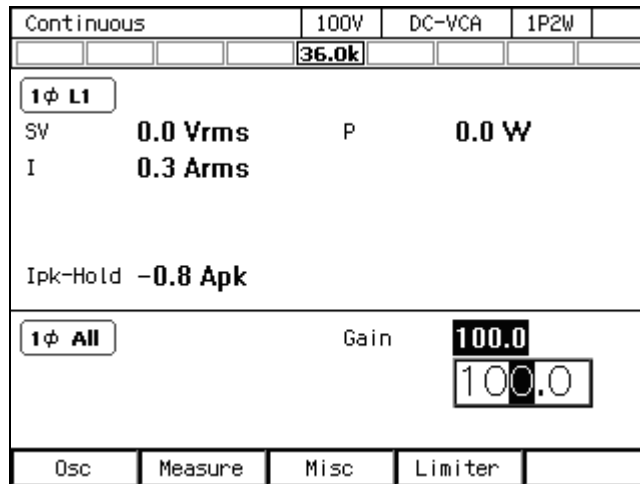 Continuous 100V DC-VCA 1P2W
36.0k
1ϕ L1
SV 0.0 Vrms P 0.0 W
I 0.3 Arms
Ipk-Hold -0.8 Apk
1ϕ All Gain 100.0
100.0
Osc Measure Misc Limiter